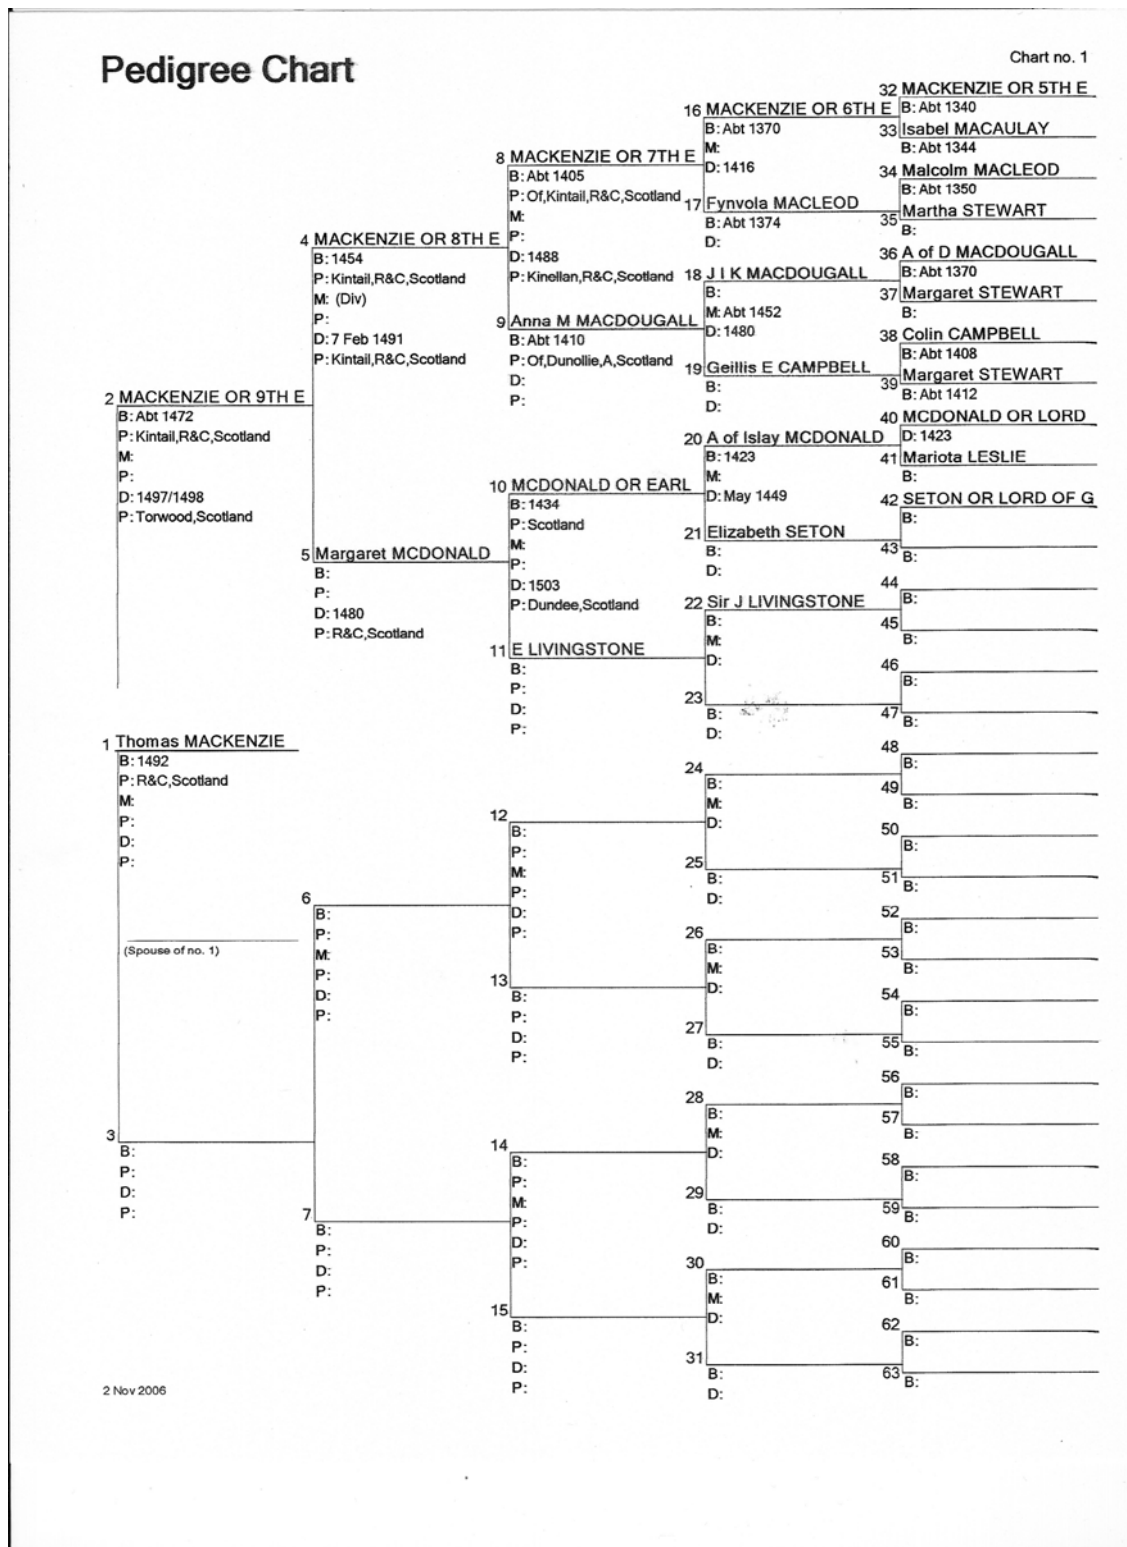 Pedigree Chart
Chart no. 1
1 Thomas MACKENZIE
B: 1492
P: R&C,Scotland
M:
P:
D:
P:
(Spouse of no. 1)
2 MACKENZIE OR 9TH E
B: Abt 1472
P: Kintail,R&C,Scotland
M:
P:
D: 1497/1498
P: Torwood,Scotland
3
B:
P:
D:
P:
4 MACKENZIE OR 8TH E
B: 1454
P: Kintail,R&C,Scotland
M: (Div)
P:
D: 7 Feb 1491
P: Kintail,R&C,Scotland
5 Margaret MCDONALD
B:
P:
D: 1480
P: R&C,Scotland
6
B:
P:
M:
P:
D:
P:
7
B:
P:
D:
P:
8 MACKENZIE OR 7TH E
B: Abt 1405
P: Of,Kintail,R&C,Scotland
M:
P:
D: 1488
P: Kinellan,R&C,Scotland
9 Anna M MACDOUGALL
B: Abt 1410
P: Of,Dunollie,A,Scotland
D:
P:
10 MCDONALD OR EARL
B: 1434
P: Scotland
M:
P:
D: 1503
P: Dundee,Scotland
11 E LIVINGSTONE
B:
P:
D:
P:
12
B:
P:
M:
P:
D:
P:
13
B:
P:
D:
P:
14
B:
P:
M:
P:
D:
P:
15
B:
P:
D:
P:
16 MACKENZIE OR 6TH E
B: Abt 1370
M:
D: 1416
17 Fynvola MACLEOD
B: Abt 1374
D:
18 J I K MACDOUGALL
B:
M: Abt 1452
D: 1480
19 Geillis E CAMPBELL
B:
D:
20 A of Islay MCDONALD
B: 1423
M:
D: May 1449
21 Elizabeth SETON
B:
D:
22 Sir J LIVINGSTONE
B:
M:
D:
23
B:
D:
24
B:
M:
D:
25
B:
D:
26
B:
M:
D:
27
B:
D:
28
B:
M:
D:
29
B:
D:
30
B:
M:
D:
31
B:
D:
32 MACKENZIE OR 5TH E
B: Abt 1340
33 Isabel MACAULAY
B: Abt 1344
34 Malcolm MACLEOD
B: Abt 1350
35 Martha STEWART
B:
36 A of D MACDOUGALL
B: Abt 1370
37 Margaret STEWART
B:
38 Colin CAMPBELL
B: Abt 1408
39 Margaret STEWART
B: Abt 1412
40 MCDONALD OR LORD
D: 1423
41 Mariota LESLIE
B:
42 SETON OR LORD OF G
B:
43
B:
44
B:
45
B:
46
B:
47
B:
48
B:
49
B:
50
B:
51
B:
52
B:
53
B:
54
B:
55
B:
56
B:
57
B:
58
B:
59
B:
60
B:
61
B:
62
B:
63
B:
2 Nov 2006